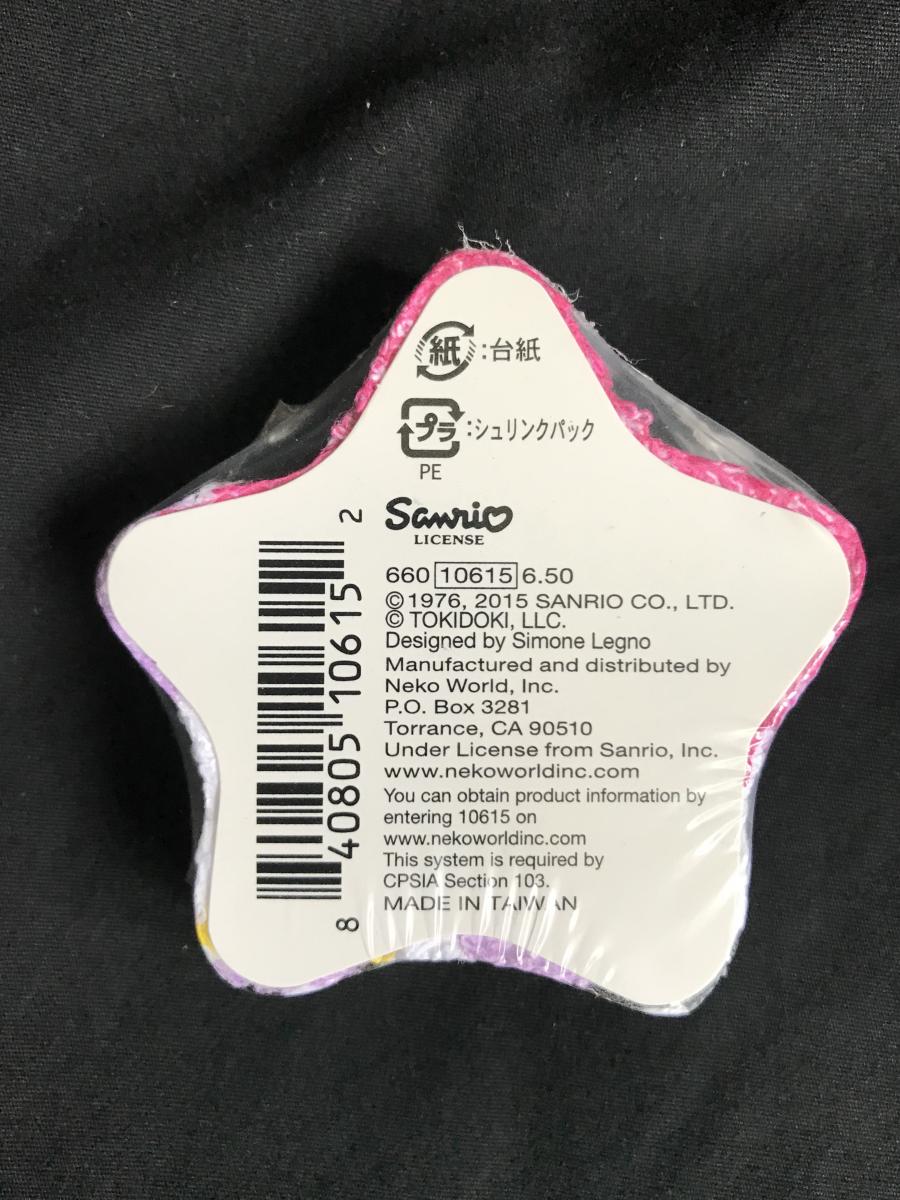 紙:台紙
プラ:シュリンクパック
PE
Sanrio
LICENSE
660 10615 6.50
©1976, 2015 SANRIO CO., LTD.
© TOKIDOKI, LLC.
Designed by Simone Legno
Manufactured and distributed by
Neko World, Inc.
P.O. Box 3281
Torrance, CA 90510
Under License from Sanrio, Inc.
www.nekoworldinc.com
You can obtain product information by
entering 10615 on
www.nekoworldinc.com
This system is required by
CPSIA Section 103.
MADE IN TAIWAN
8 40805 10615 2